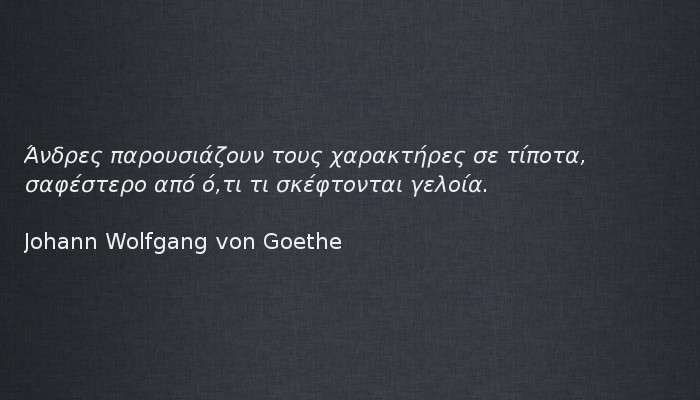 Άνδρες παρουσιάζουν τους χαρακτήρες σε τίποτα,
σαφέστερο από ό,τι τι σκέφτονται γελοία.
Johann Wolfgang von Goethe